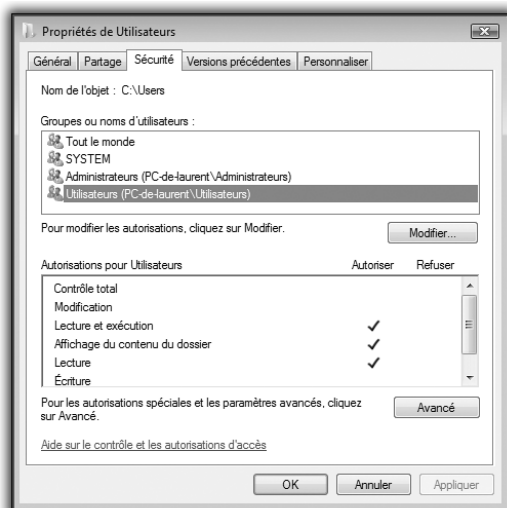 Propriétés de Utilisateurs
Général Partage Sécurité Versions précédentes Personnaliser
Nom de l'objet : C:\Users
Groupes ou noms d'utilisateurs :
Tout le monde
SYSTEM
Administrateurs (PC-de-laurent\Administrateurs)
Utilisateurs (PC-de-laurent\Utilisateurs)
Pour modifier les autorisations, cliquez sur Modifier.
Modifier...
Autorisations pour Utilisateurs Autoriser Refuser
Contrôle total
Modification
Lecture et exécution
Affichage du contenu du dossier
Lecture
Écriture
Pour les autorisations spéciales et les paramètres avancés, cliquez
sur Avancé.
Avancé
Aide sur le contrôle et les autorisations d'accès
OK Annuler Appliquer